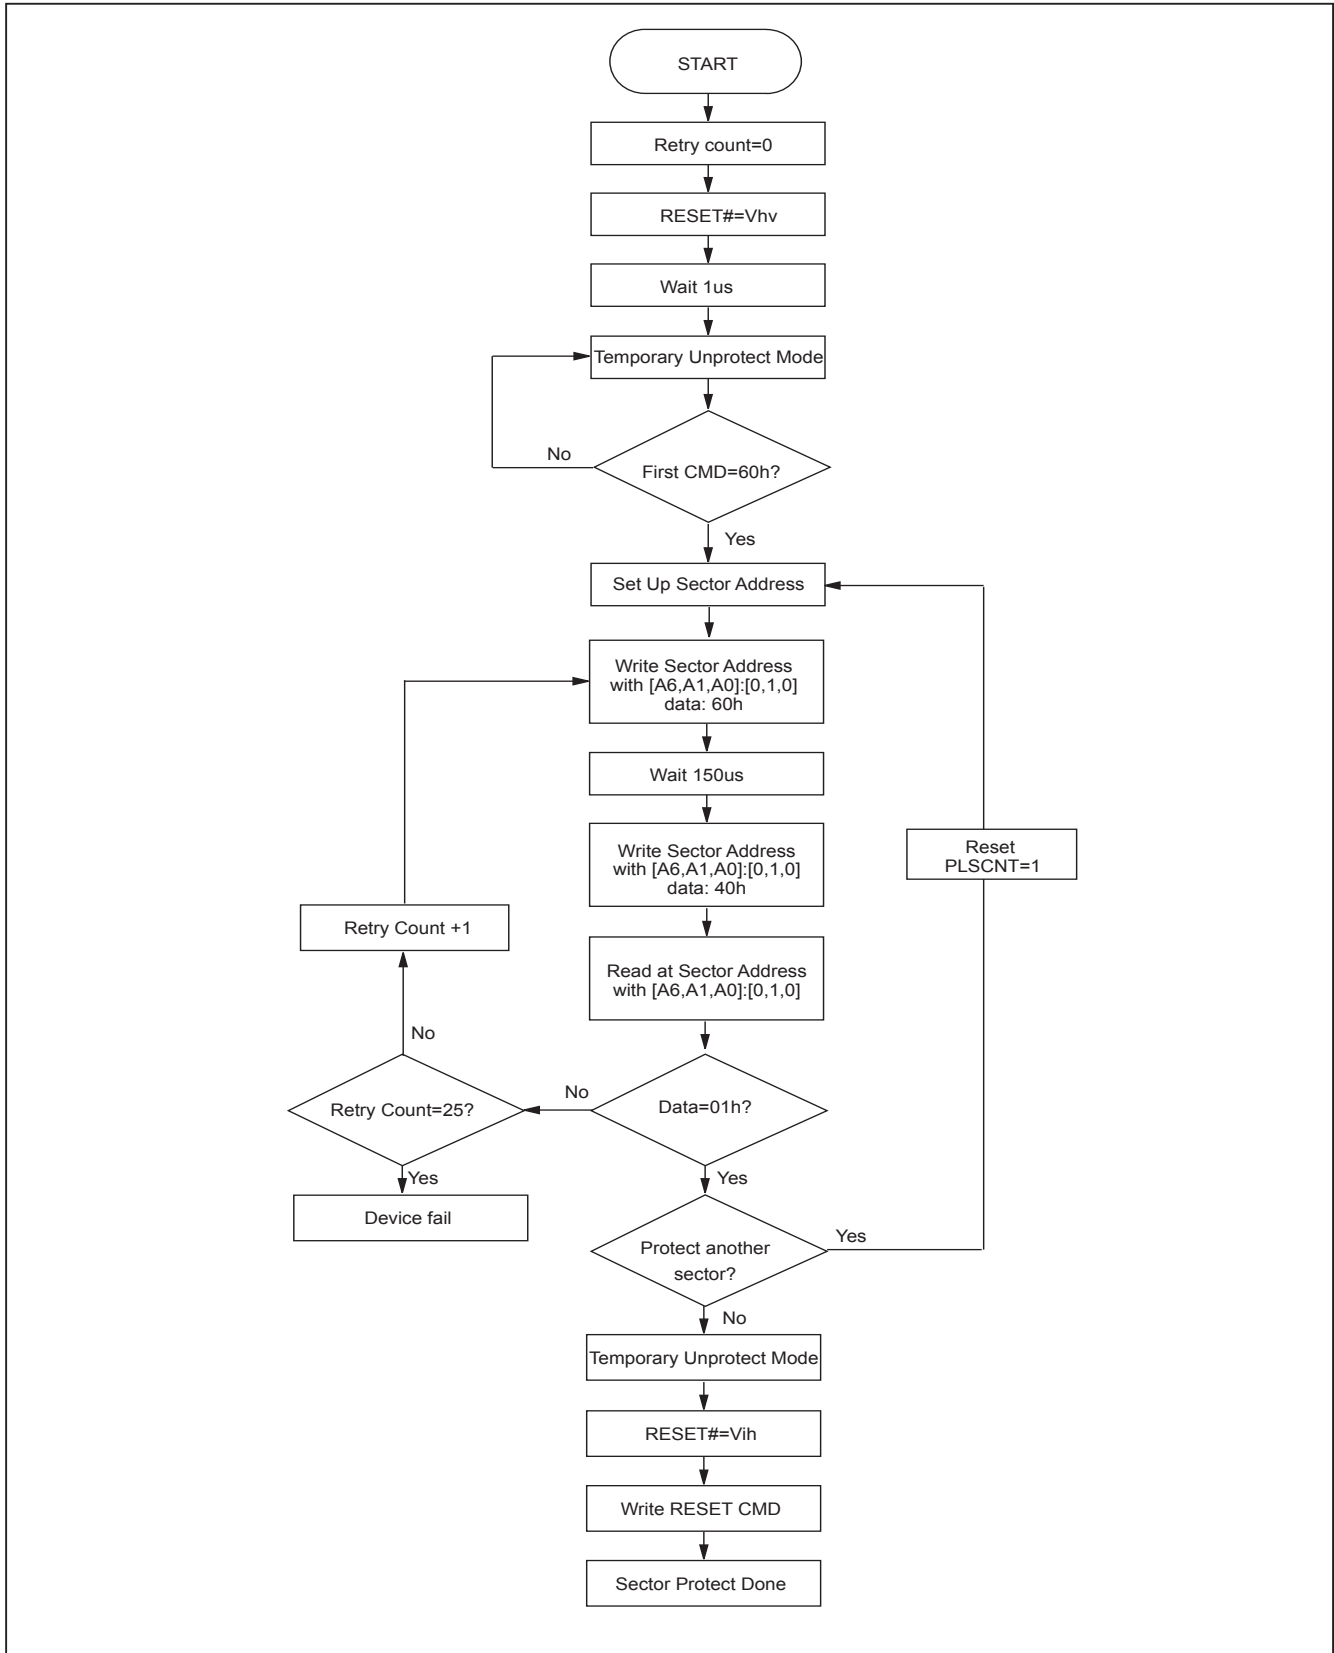 START
Retry count=0
RESET#=Vhv
Wait 1us
Temporary Unprotect Mode
No
First CMD=60h?
Yes
Set Up Sector Address
Write Sector Address
with [A6,A1,A0]:[0,1,0]
data: 60h
Wait 150us
Write Sector Address
with [A6,A1,A0]:[0,1,0]
data: 40h
Reset
PLSCNT=1
Retry Count +1
Read at Sector Address
with [A6,A1,A0]:[0,1,0]
No
No
Retry Count=25?
Data=01h?
Yes
Yes
Device fail
Yes
Protect another
sector?
No
Temporary Unprotect Mode
RESET#=Vih
Write RESET CMD
Sector Protect Done